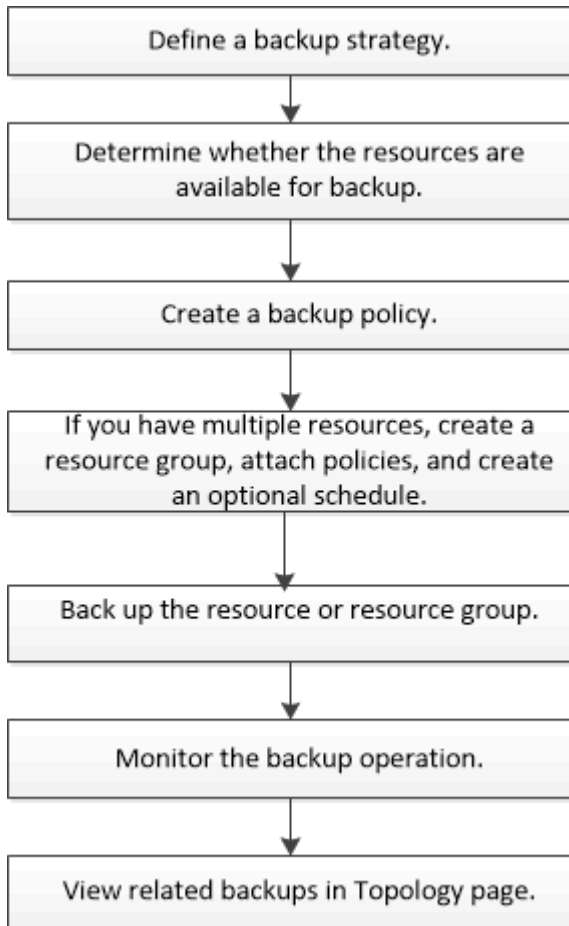 Define a backup strategy.
Determine whether the resources are
available for backup.
Create a backup policy.
If you have multiple resources, create a
resource group, attach policies, and create
an optional schedule.
Back up the resource or resource group.
Monitor the backup operation.
View related backups in Topology page.